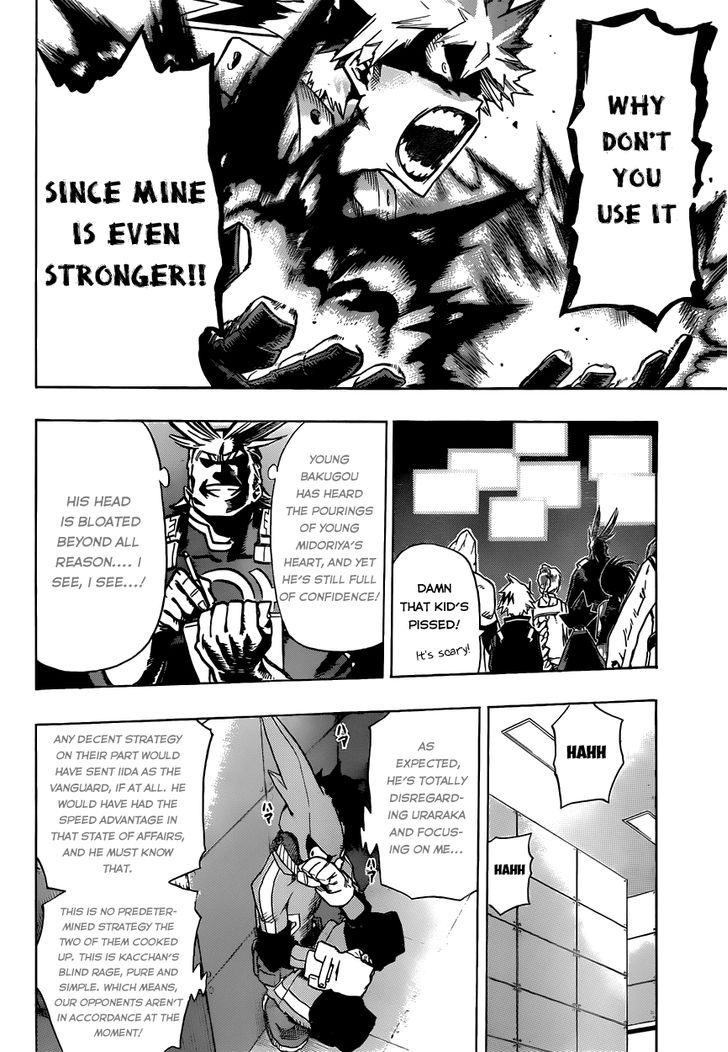 WHY
DON'T
YOU
USE IT
SINCE MINE
IS EVEN
STRONGER!!
DAMN
THAT KID'S
PISSED!
It's scary!
YOUNG
BAKUGOU
HAS HEARD
THE POURINGS
OF YOUNG
MIDORIYA'S
HEART, AND YET
HE'S STILL FULL
OF CONFIDENCE!
HIS HEAD
IS BLOATED
BEYOND ALL
REASON.... I
SEE, I SEE...!
HAHH
HAHH
AS
EXPECTED,
HE'S TOTALLY
DISREGARD-
ING URARAKA
AND FOCUS-
ING ON ME...
ハァ
ハァ
ANY DECENT STRATEGY
ON THEIR PART WOULD
HAVE SENT IIDA AS THE
VANGUARD, IF AT ALL. HE
WOULD HAVE HAD THE
SPEED ADVANTAGE IN
THAT STATE OF AFFAIRS,
AND HE MUST KNOW
THAT.
THIS IS NO PREDETER-
MINED STRATEGY THE
TWO OF THEM COOKED
UP. THIS IS KACCHAN'S
BLIND RAGE, PURE AND
SIMPLE. WHICH MEANS,
OUR OPPONENTS AREN'T
IN ACCORDANCE AT THE
MOMENT!